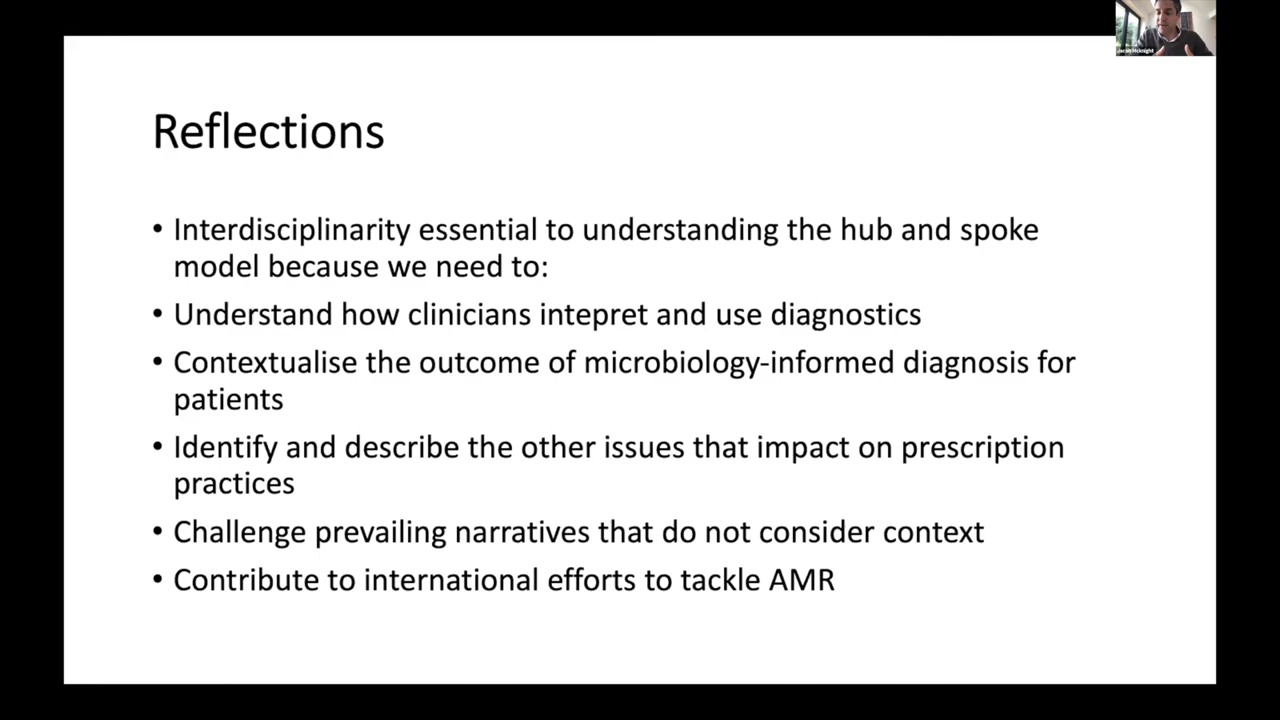 Jacob Mcknight
Reflections
• Interdisciplinarity essential to understanding the hub and spoke
model because we need to:
• Understand how clinicians intepret and use diagnostics
• Contextualise the outcome of microbiology-informed diagnosis for
patients
• Identify and describe the other issues that impact on prescription
practices
• Challenge prevailing narratives that do not consider context
• Contribute to international efforts to tackle AMR